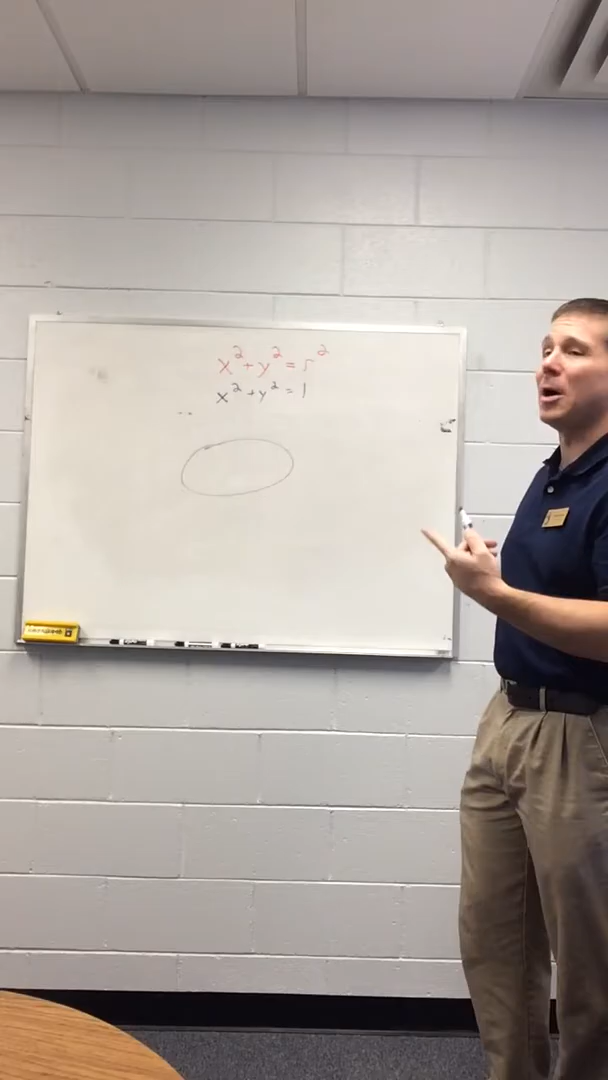 x² + y² = r²
x² + y² = 1